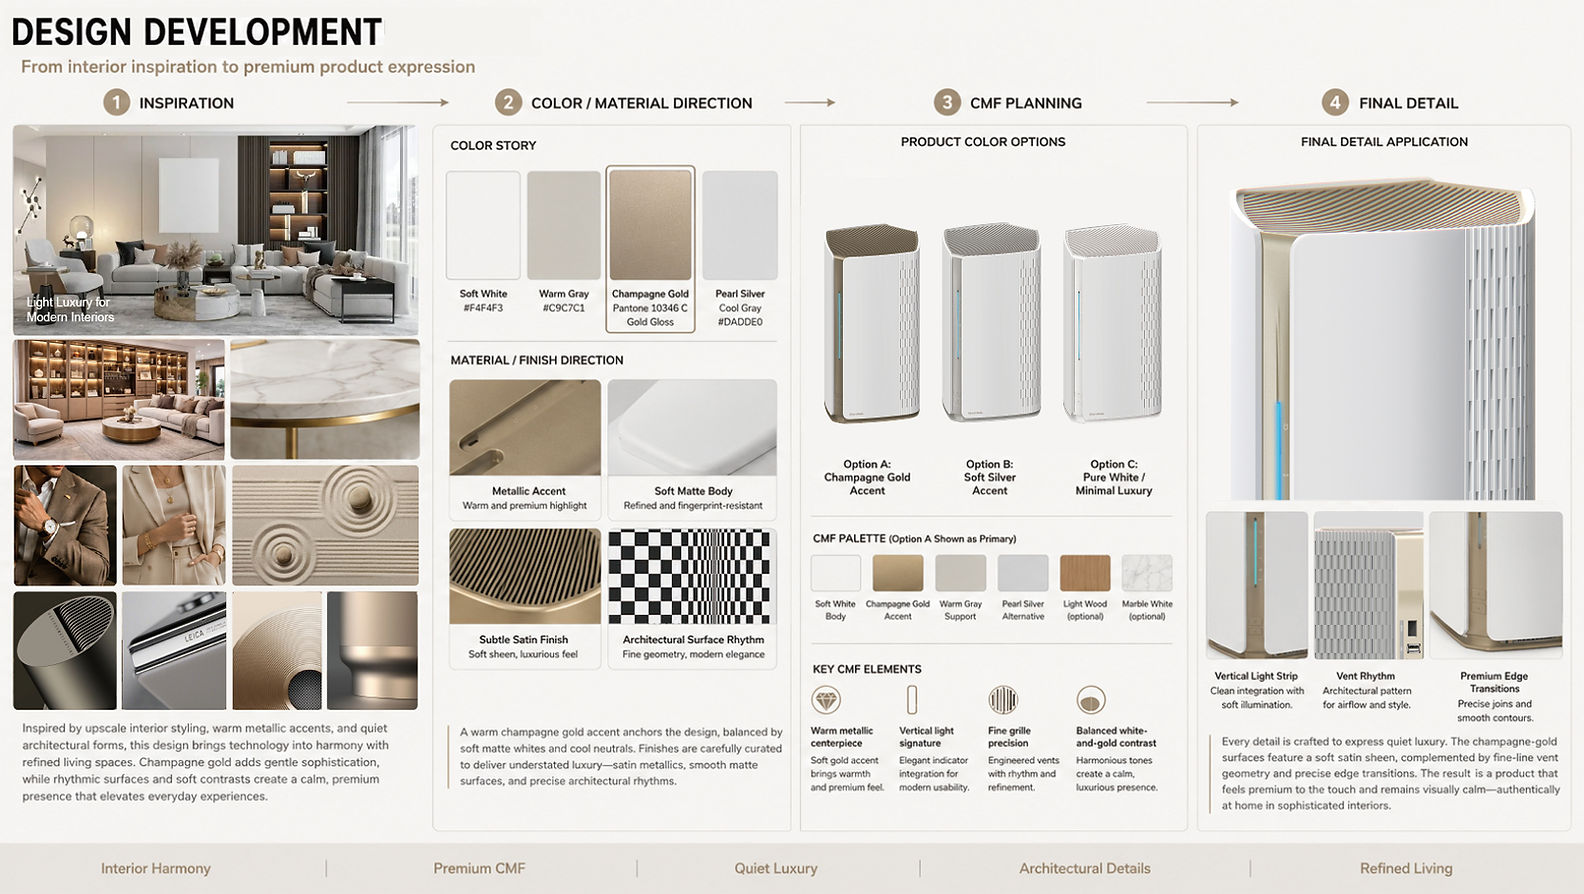 DESIGN DEVELOPMENT
From interior inspiration to premium product expression
1 INSPIRATION
2 COLOR / MATERIAL DIRECTION
3 CMF PLANNING
4 FINAL DETAIL
Light Luxury for
Modern Interiors
LEICA
Inspired by upscale interior styling, warm metallic accents, and quiet
architectural forms, this design brings technology into harmony with
refined living spaces. Champagne gold adds gentle sophistication,
while rhythmic surfaces and soft contrasts create a calm, premium
presence that elevates everyday experiences.
COLOR STORY
Soft White
#F4F4F3
Warm Gray
#C9C7C1
Champagne Gold
Pantone 10346 C
Gold Gloss
Pearl Silver
Cool Gray
#DADDE0
MATERIAL / FINISH DIRECTION
Metallic Accent
Warm and premium highlight
Soft Matte Body
Refined and fingerprint-resistant
Subtle Satin Finish
Soft sheen, luxurious feel
Architectural Surface Rhythm
Fine geometry, modern elegance
A warm champagne gold accent anchors the design, balanced by
soft matte whites and cool neutrals. Finishes are carefully curated
to deliver understated luxury—satin metallics, smooth matte
surfaces, and precise architectural rhythms.
PRODUCT COLOR OPTIONS
Option A:
Champagne Gold
Accent
Option B:
Soft Silver
Accent
Option C:
Pure White /
Minimal Luxury
CMF PALETTE (Option A Shown as Primary)
Soft White
Body
Champagne Gold
Accent
Warm Gray
Support
Pearl Silver
Alternative
Light Wood
(optional)
Marble White
(optional)
KEY CMF ELEMENTS
Warm metallic
centerpiece
Soft gold accent
brings warmth
and premium feel.
Vertical light
signature
Elegant indicator
integration for
modern usability.
Fine grille
precision
Engineered vents
with rhythm and
refinement.
Balanced white-
and-gold contrast
Harmonious tones
create a calm,
luxurious presence.
FINAL DETAIL APPLICATION
Vertical Light Strip
Clean integration with
soft illumination.
Vent Rhythm
Architectural pattern
for airflow and style.
Premium Edge
Transitions
Precise joins and
smooth contours.
Every detail is crafted to express quiet luxury. The champagne-gold
surfaces feature a soft satin sheen, complemented by fine-line vent
geometry and precise edge transitions. The result is a product that
feels premium to the touch and remains visually calm—authentically
at home in sophisticated interiors.
Interior Harmony
Premium CMF
Quiet Luxury
Architectural Details
Refined Living